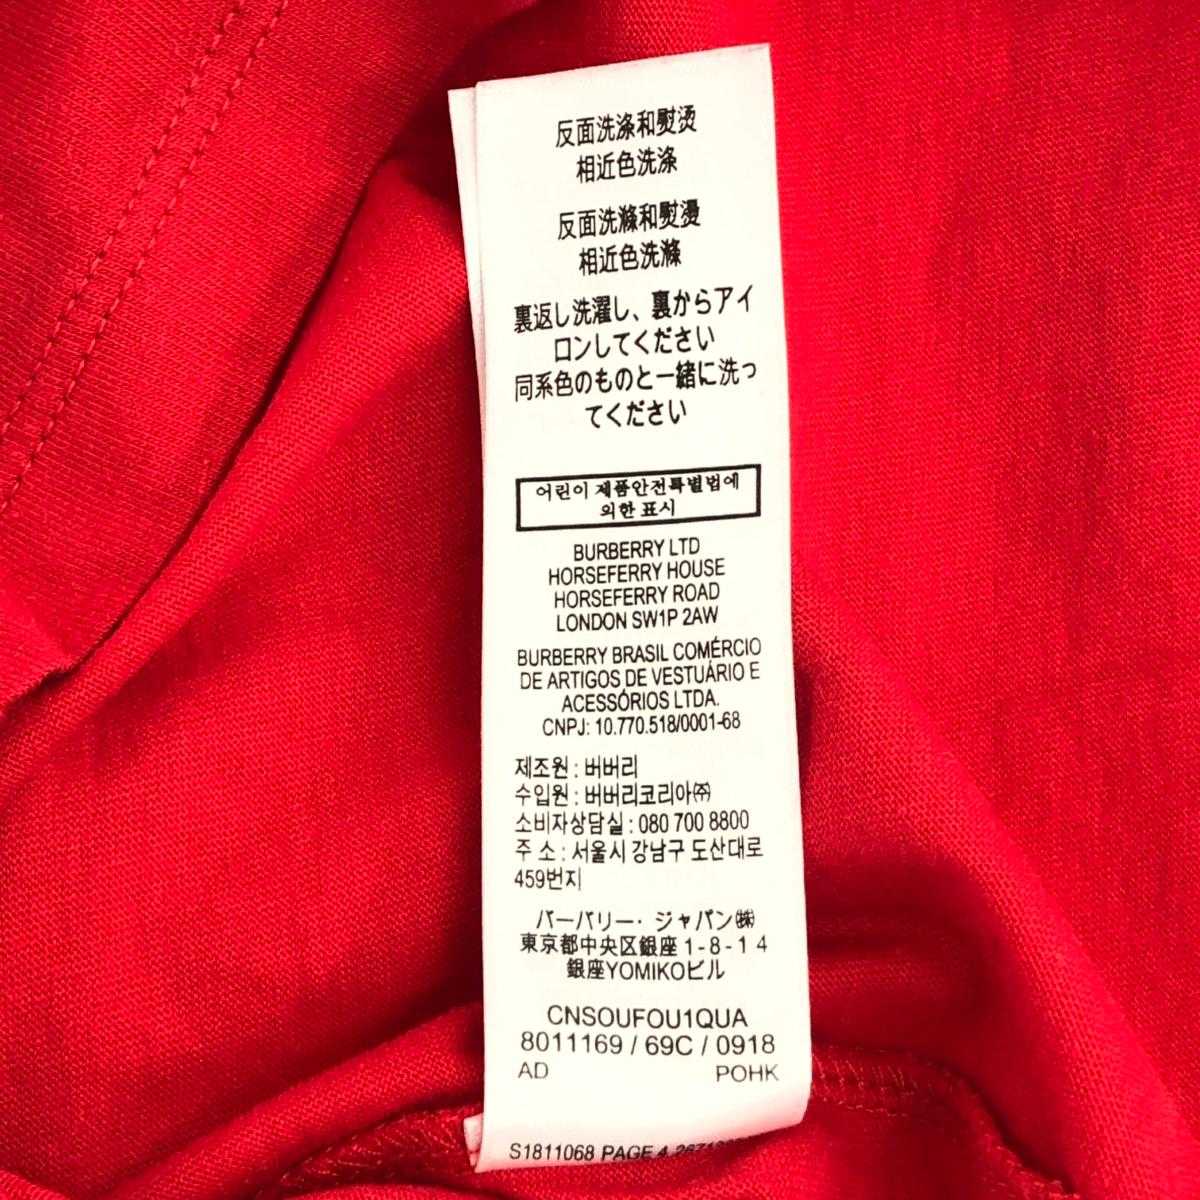 反面洗涤和熨烫
相近色洗涤
反面洗滌和熨燙
相近色洗滌
裏返し洗濯し、裏からアイ
ロンしてください
同系色のものと一緒に洗っ
てください
어린이 제품안전특별법에
의한 표시
BURBERRY LTD
HORSEFERRY HOUSE
HORSEFERRY ROAD
LONDON SW1P 2AW
BURBERRY BRASIL COMÉRCIO
DE ARTIGOS DE VESTUÁRIO E
ACESSÓRIOS LTDA.
CNPJ: 10.770.518/0001-68
제조원 : 버버리
수입원 : 버버리코리아㈜
소비자상담실 : 080 700 8800
주 소 : 서울시 강남구 도산대로
459번지
バーバリー・ジャパン㈱
東京都中央区銀座 1-8-1 4
銀座YOMIKOビル
CNSOUFOU1QUA
8011169 / 69C / 0918
AD POHK
S1811068 PAGE 4